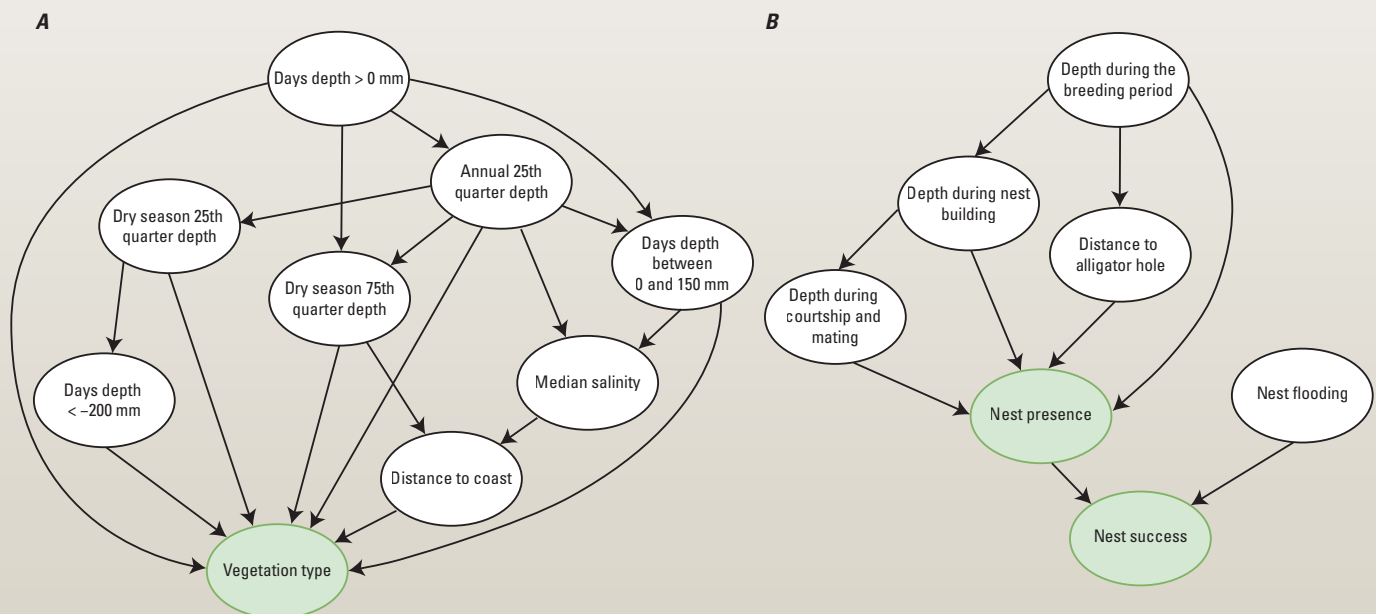 A
Days depth > 0 mm
Annual 25th
quarter depth
Dry season 25th
quarter depth
Days depth
between
0 and 150 mm
Dry season 75th
quarter depth
Days depth
< –200 mm
Median salinity
Distance to coast
Vegetation type
B
Depth during the
breeding period
Depth during nest
building
Distance to
alligator hole
Depth during
courtship and
mating
Nest presence
Nest flooding
Nest success